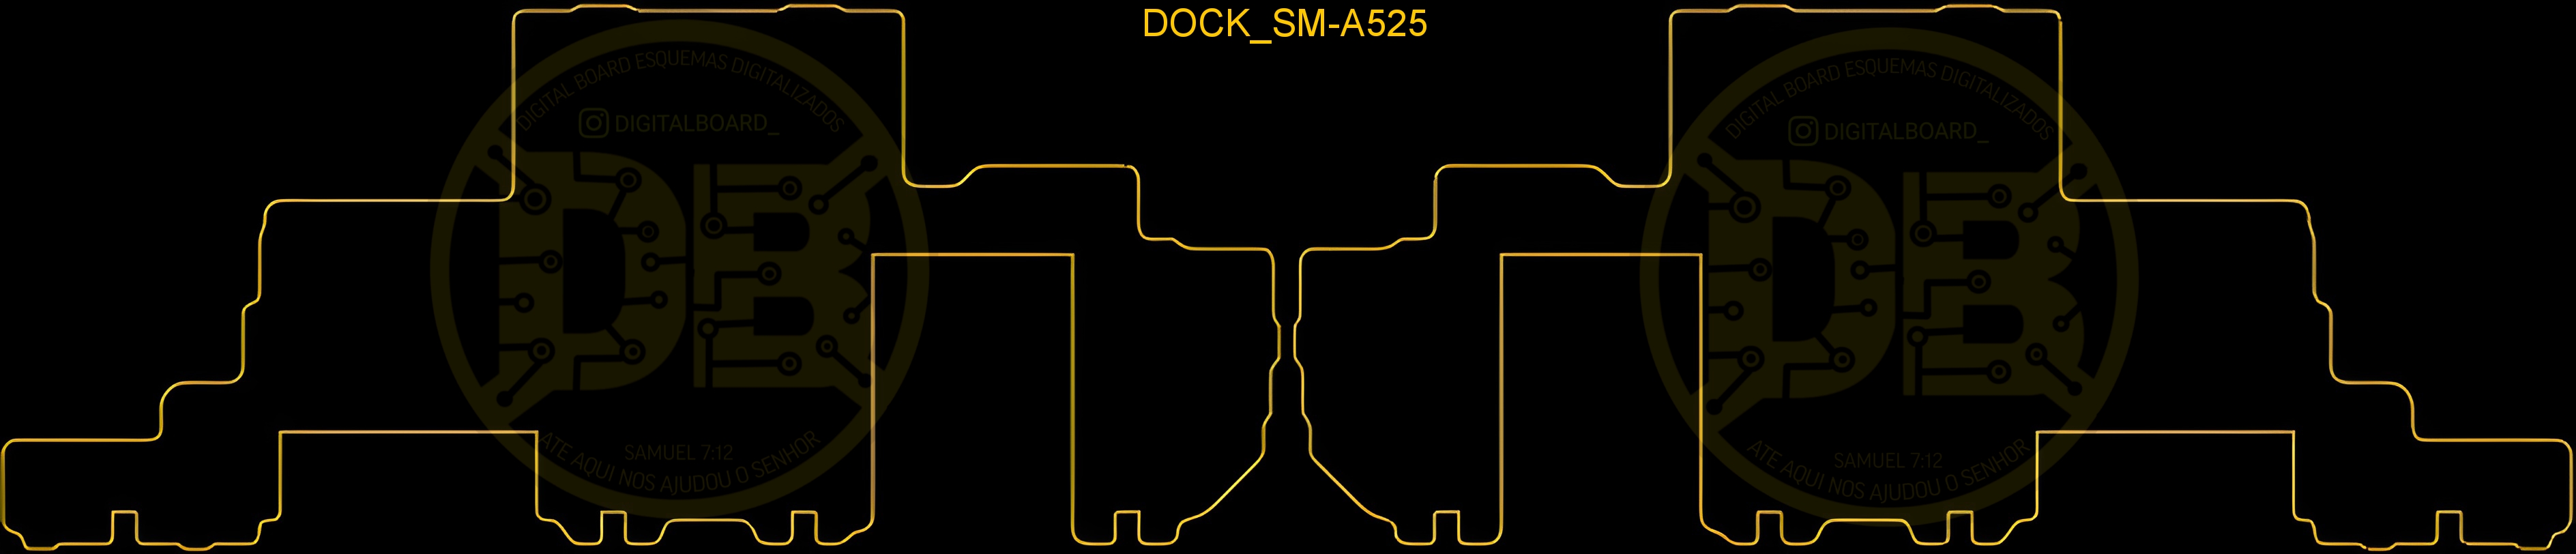 DOCK_SM-A525
DIGITAL BOARD ESQUEMAS DIGITALIZADOS
DIGITALBOARD_
DB
SAMUEL 7:12
ATE AQUI NOS AJUDOU O SENHOR
DIGITAL BOARD ESQUEMAS DIGITALIZADOS
DIGITALBOARD_
DB
SAMUEL 7:12
ATE AQUI NOS AJUDOU O SENHOR